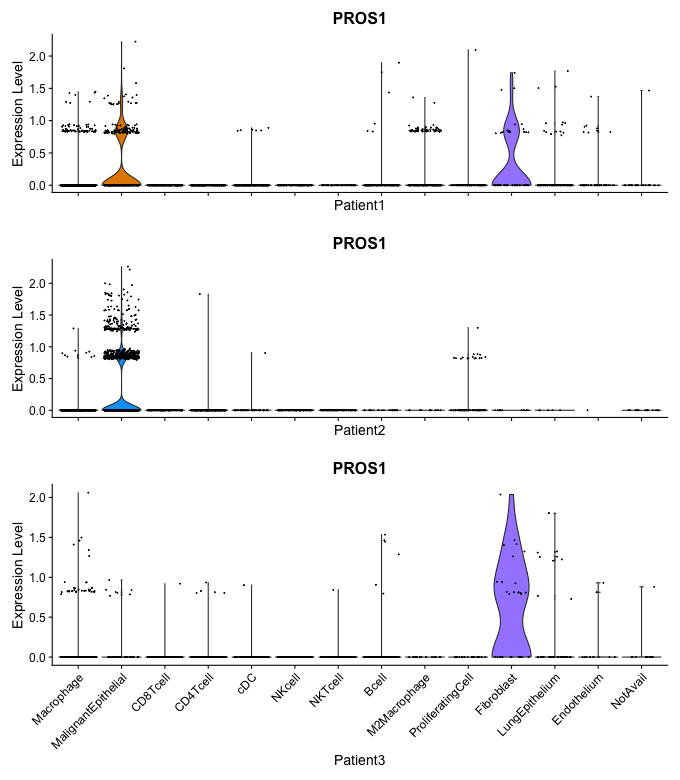 PROS1
Expression Level
2.0
1.5
1.0
0.5
0.0
Patient1
PROS1
Expression Level
2.0
1.5
1.0
0.5
0.0
Patient2
PROS1
Expression Level
2.0
1.5
1.0
0.5
0.0
Macrophage
MalignantEpithelial
CD8Tcell
CD4Tcell
cDC
NKcell
NKTcell
Bcell
M2Macrophage
ProliferatingCell
Fibroblast
LungEpithelium
Endothelium
NotAvail
Patient3